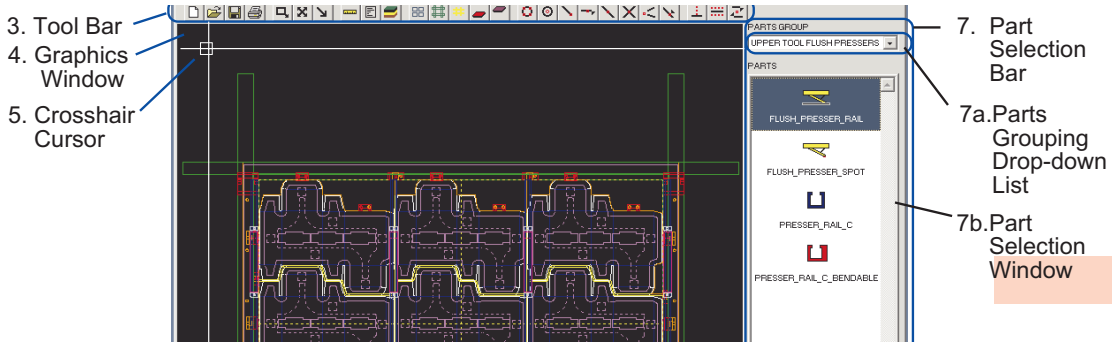 3. Tool Bar
4. Graphics
Window
5. Crosshair
Cursor
PARTS GROUP
UPPER TOOL FLUSH PRESSERS
PARTS
FLUSH_PRESSER_RAIL
FLUSH_PRESSER_SPOT
PRESSER_RAIL_C
PRESSER_RAIL_C_BENDABLE
7. Part
Selection
Bar
7a.Parts
Grouping
Drop-down
List
7b.Part
Selection
Window